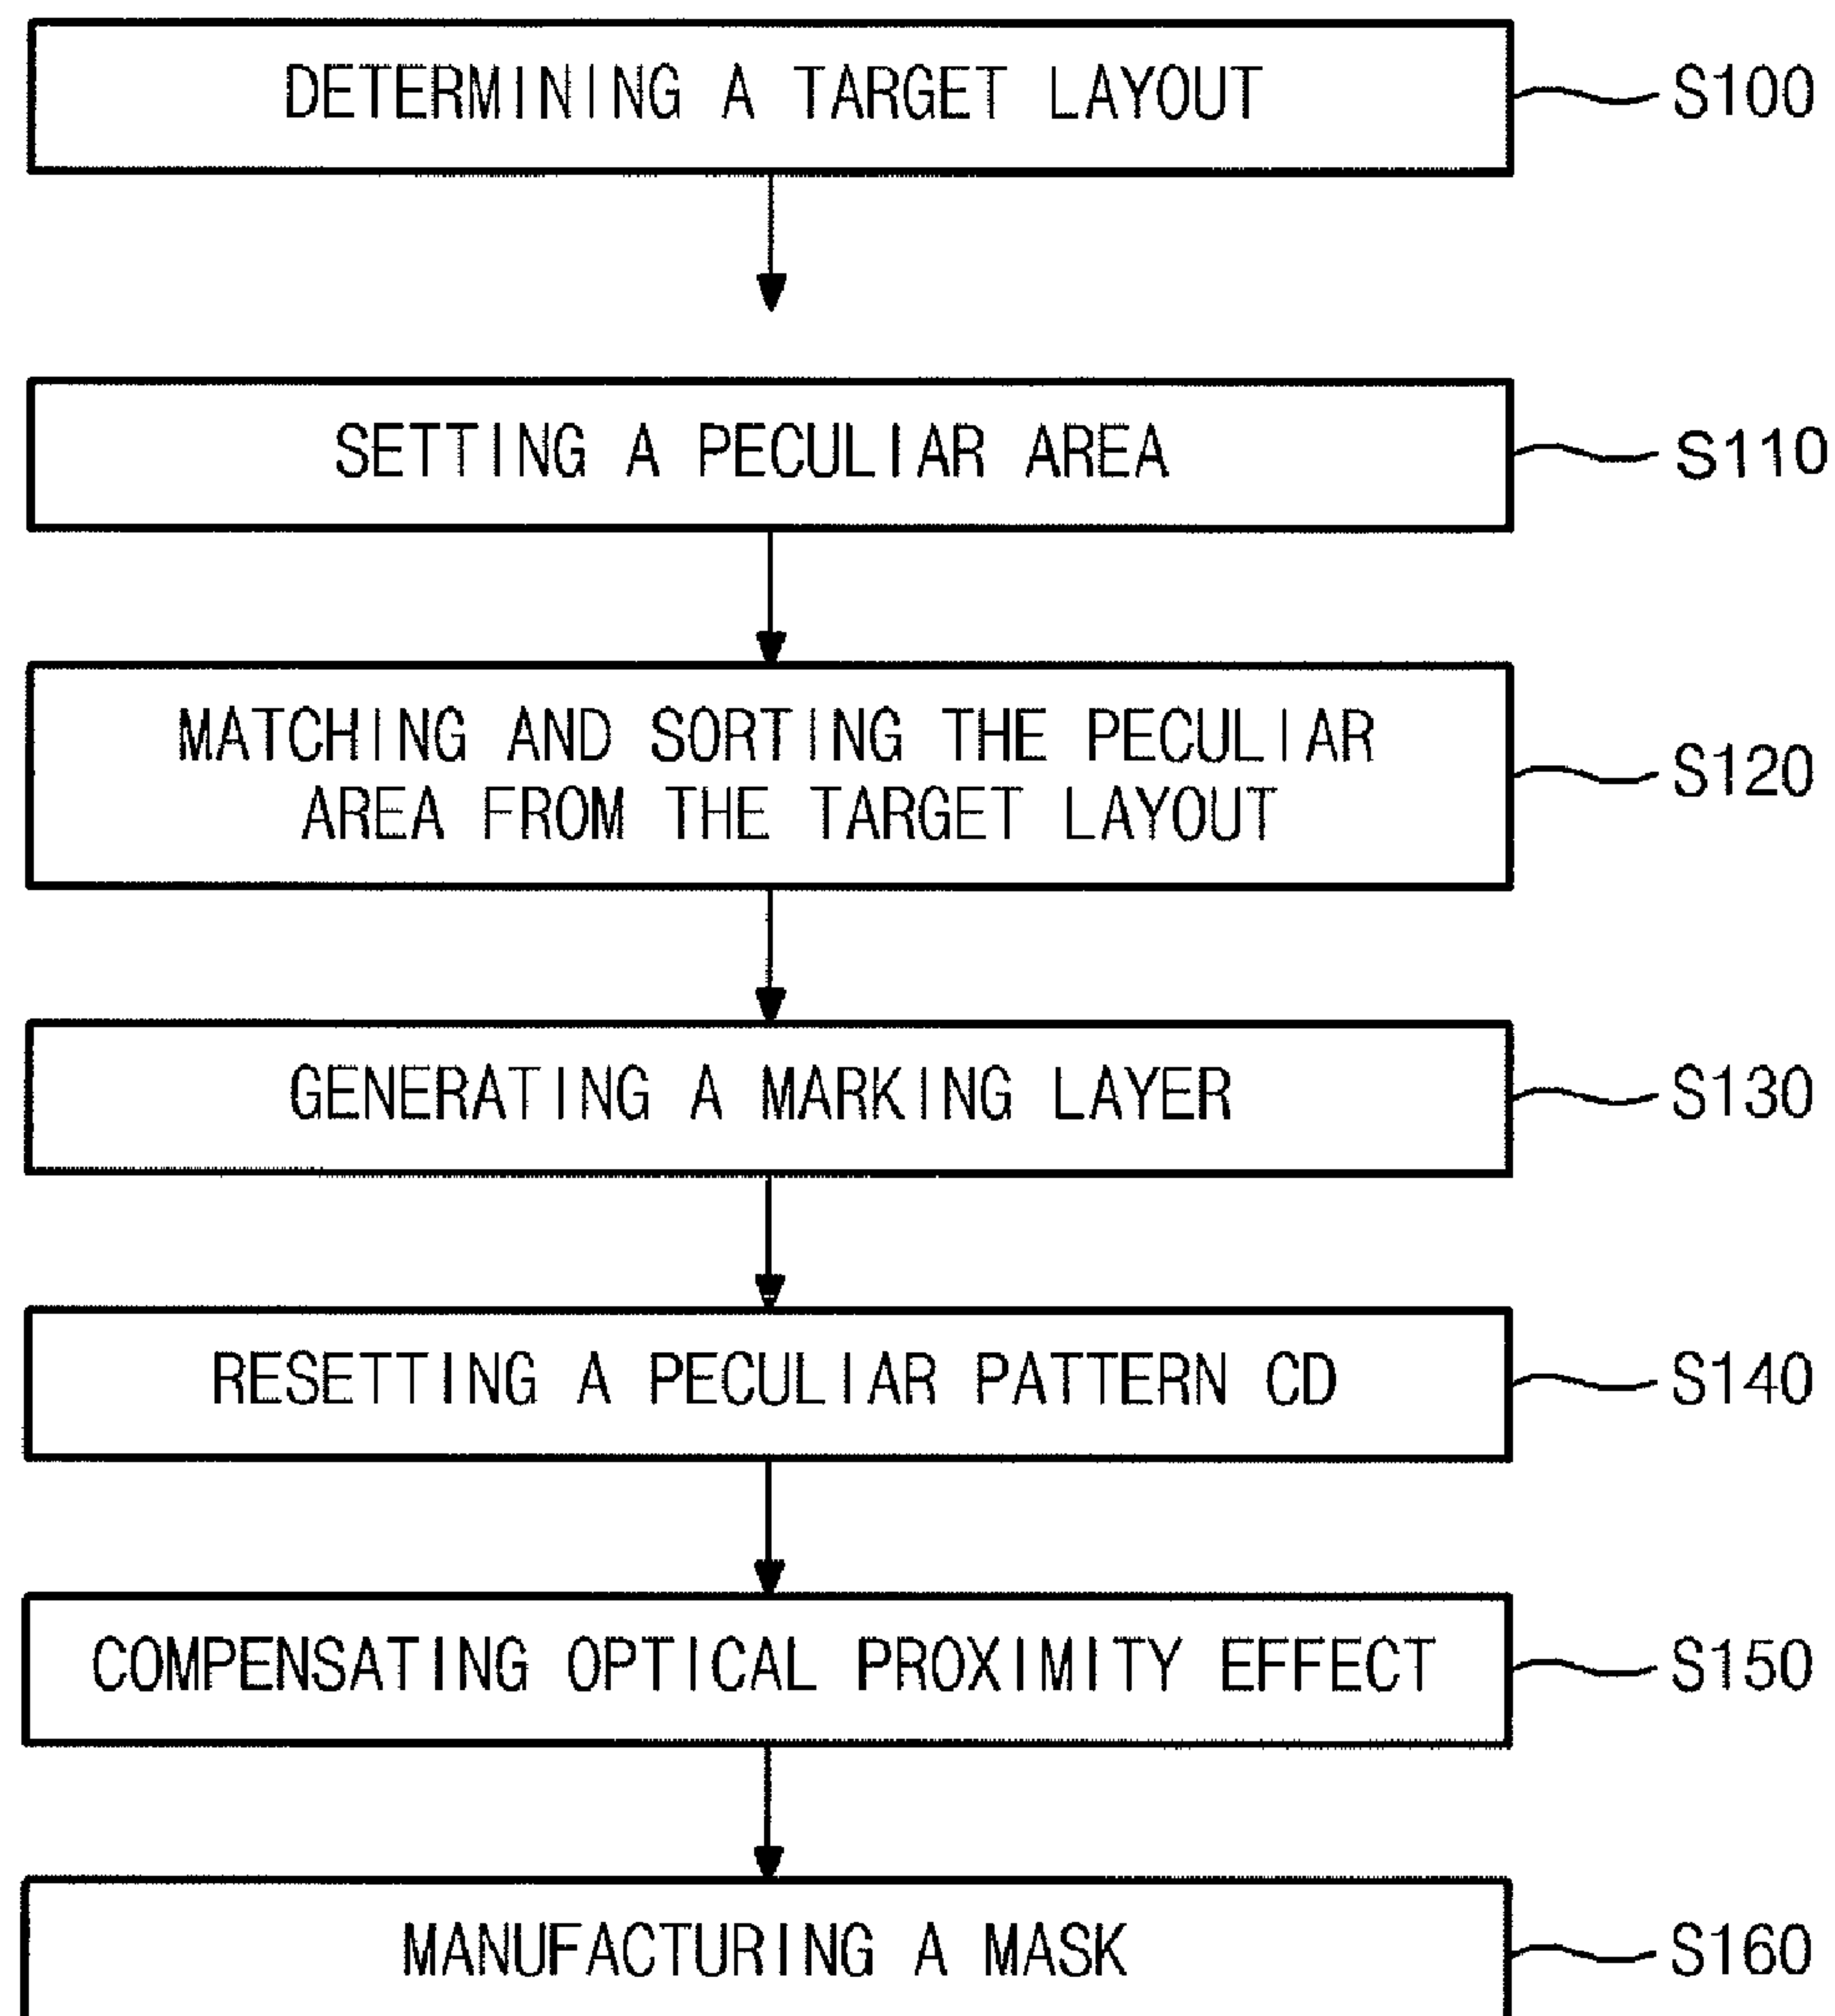 DETERMINING A TARGET LAYOUT
S100
SETTING A PECULIAR AREA
S110
MATCHING AND SORTING THE PECULIAR
AREA FROM THE TARGET LAYOUT
S120
GENERATING A MARKING LAYER
S130
RESETTING A PECULIAR PATTERN CD
S140
COMPENSATING OPTICAL PROXIMITY EFFECT
S150
MANUFACTURING A MASK
S160